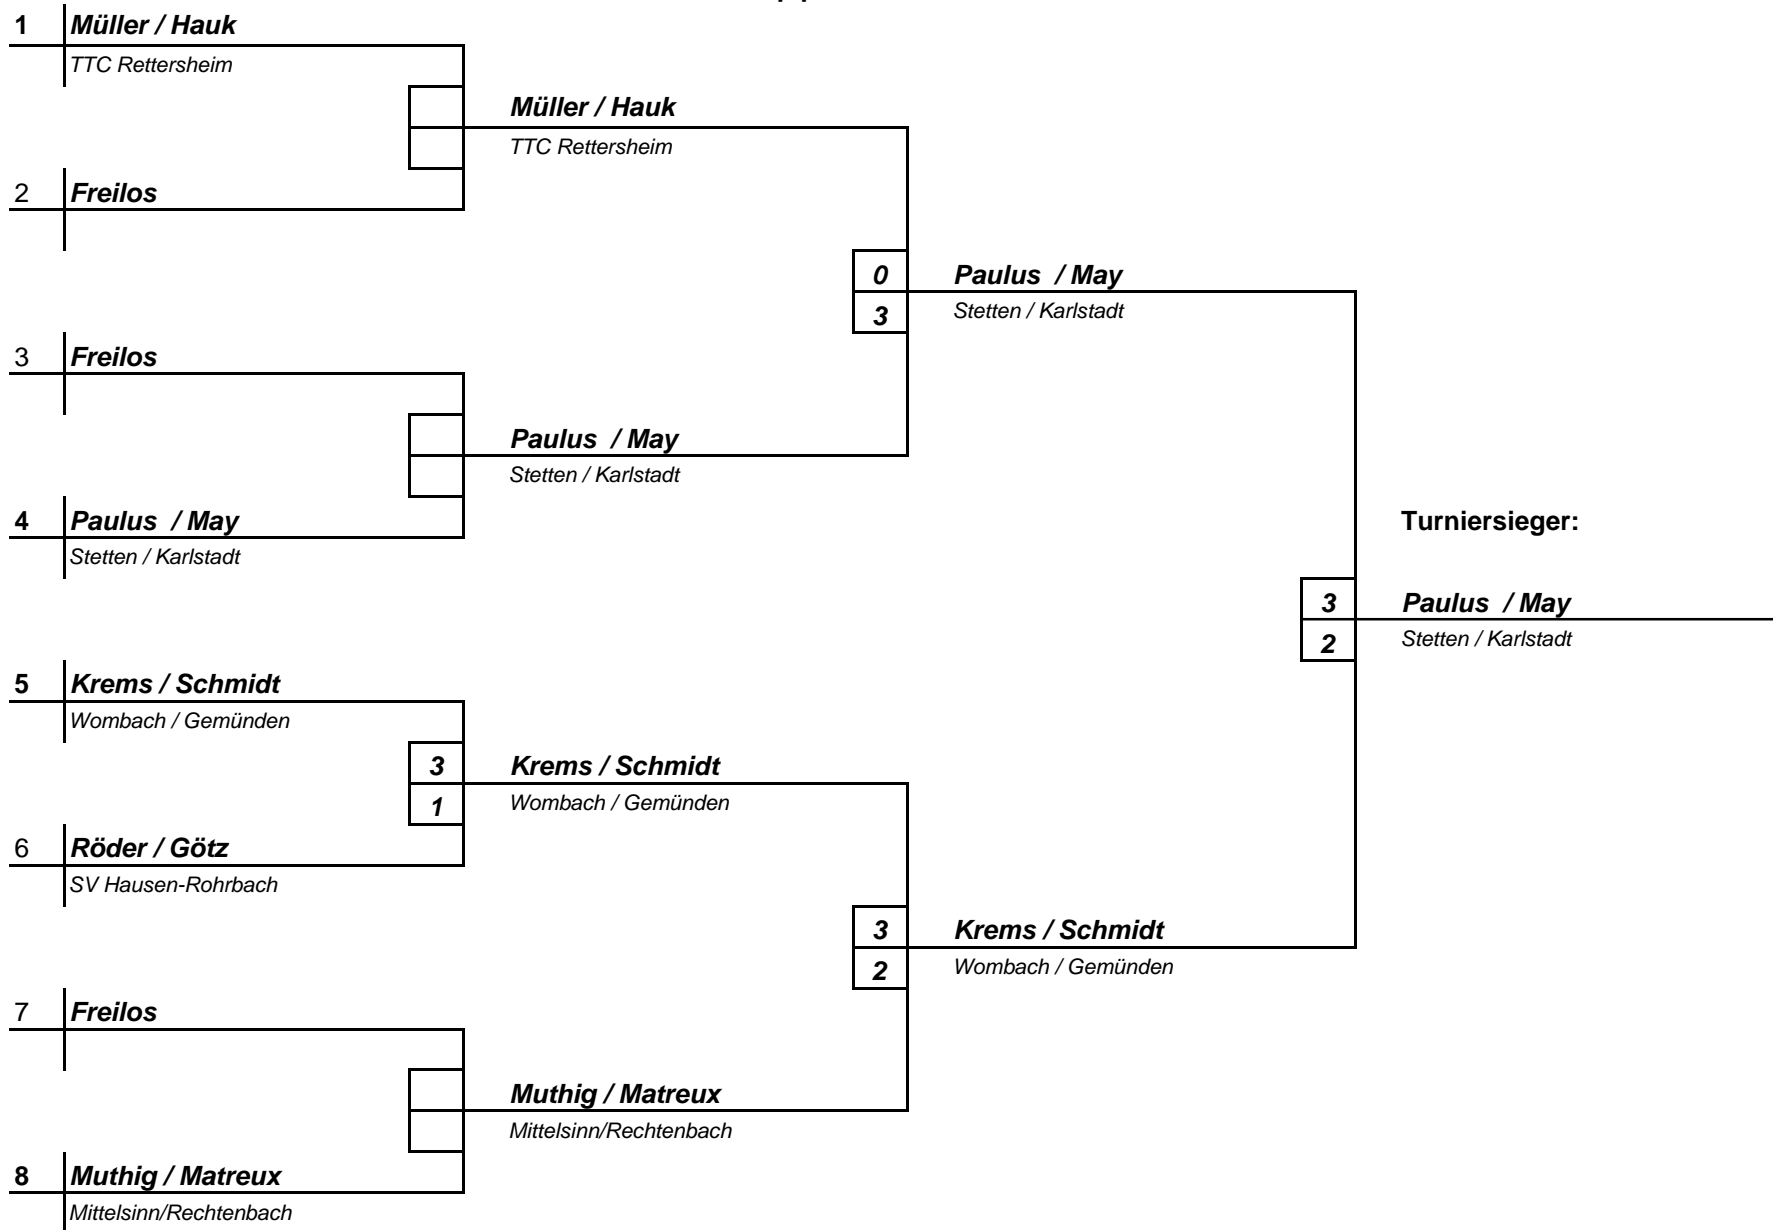 1 Müller / Hauk
TTC Rettersheim
Müller / Hauk
TTC Rettersheim
2 Freilos
0 Paulus / May
3 Stetten / Karlstadt
3 Freilos
Paulus / May
Stetten / Karlstadt
4 Paulus / May
Stetten / Karlstadt
Turniersieger:
3 Paulus / May
2 Stetten / Karlstadt
5 Krems / Schmidt
Wombach / Gemünden
3 Krems / Schmidt
1 Wombach / Gemünden
6 Röder / Götz
SV Hausen-Rohrbach
3 Krems / Schmidt
2 Wombach / Gemünden
7 Freilos
Muthig / Matreux
Mittelsinn/Rechtenbach
8 Muthig / Matreux
Mittelsinn/Rechtenbach